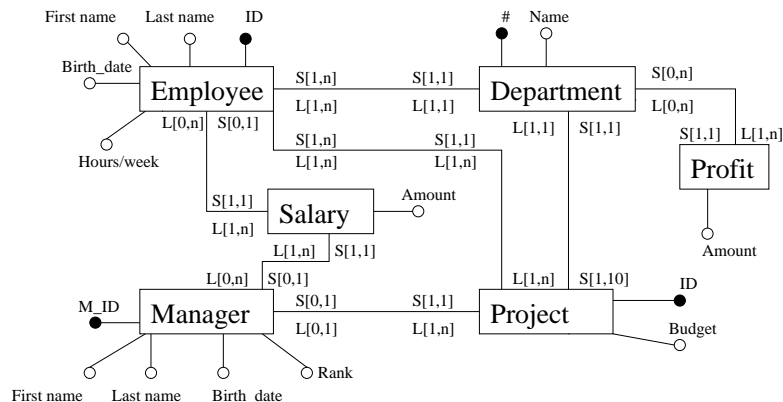 First name Last name ID # Name
Birth_date
Employee S[1,n] S[1,1] Department S[0,n]
L[1,n] L[1,1] L[0,n]
L[0,n] S[0,1] L[1,1] S[1,1]
S[1,n] S[1,1] S[1,1] L[1,n]
L[1,n] L[1,n]
Hours/week Profit
S[1,1] Salary Amount
L[1,n]
L[1,n] S[1,1] Amount
L[0,n] S[0,1] L[1,n] S[1,10]
ID
M_ID Manager S[0,1] S[1,1] Project
L[0,1] L[1,n] Budget
Rank
First name Last name Birth_date